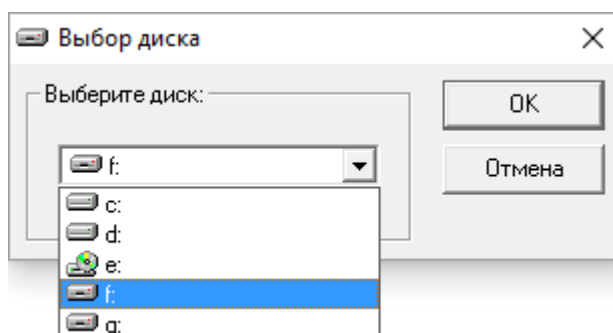 Выбор диска
Выберите диск:
OK
f:
Отмена
c:
d:
e:
f:
g: